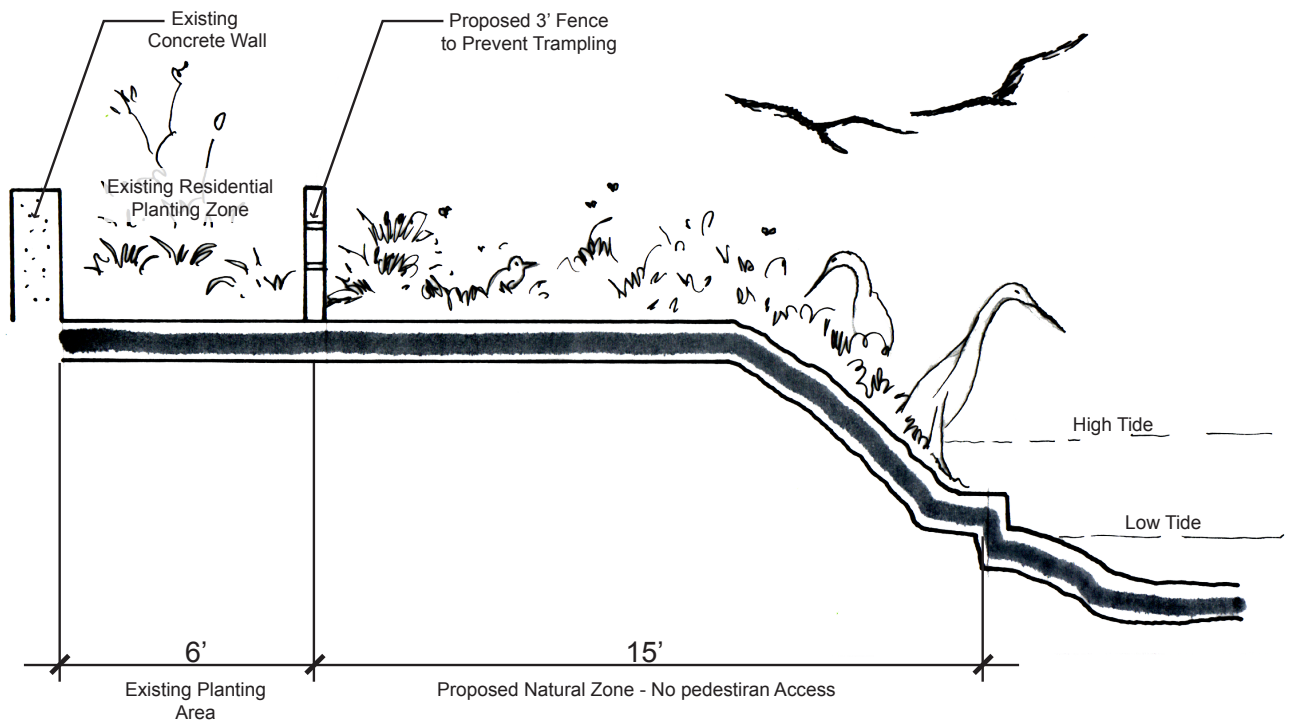 Existing
Concrete Wall
Proposed 3’ Fence
to Prevent Trampling
Existing Residential
Planting Zone
High Tide
Low Tide
6’
15’
Existing Planting
Area
Proposed Natural Zone - No pedestiran Access